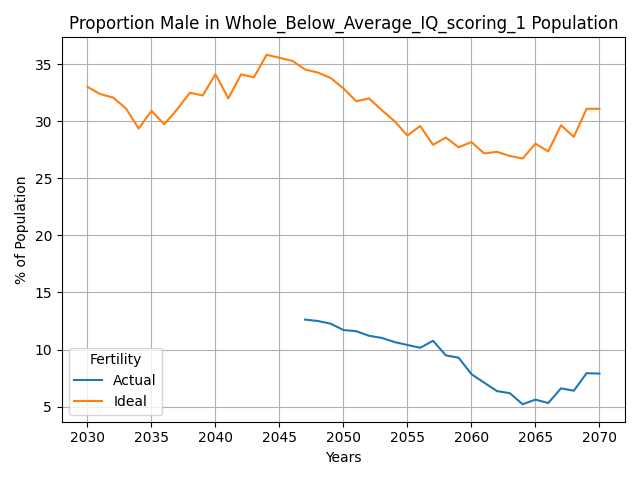 Proportion Male in Whole_Below_Average_IQ_scoring_1 Population
% of Population
35
30
25
20
15
10
5
Fertility
Actual
Ideal
2030 2035 2040 2045 2050 2055 2060 2065 2070
Years